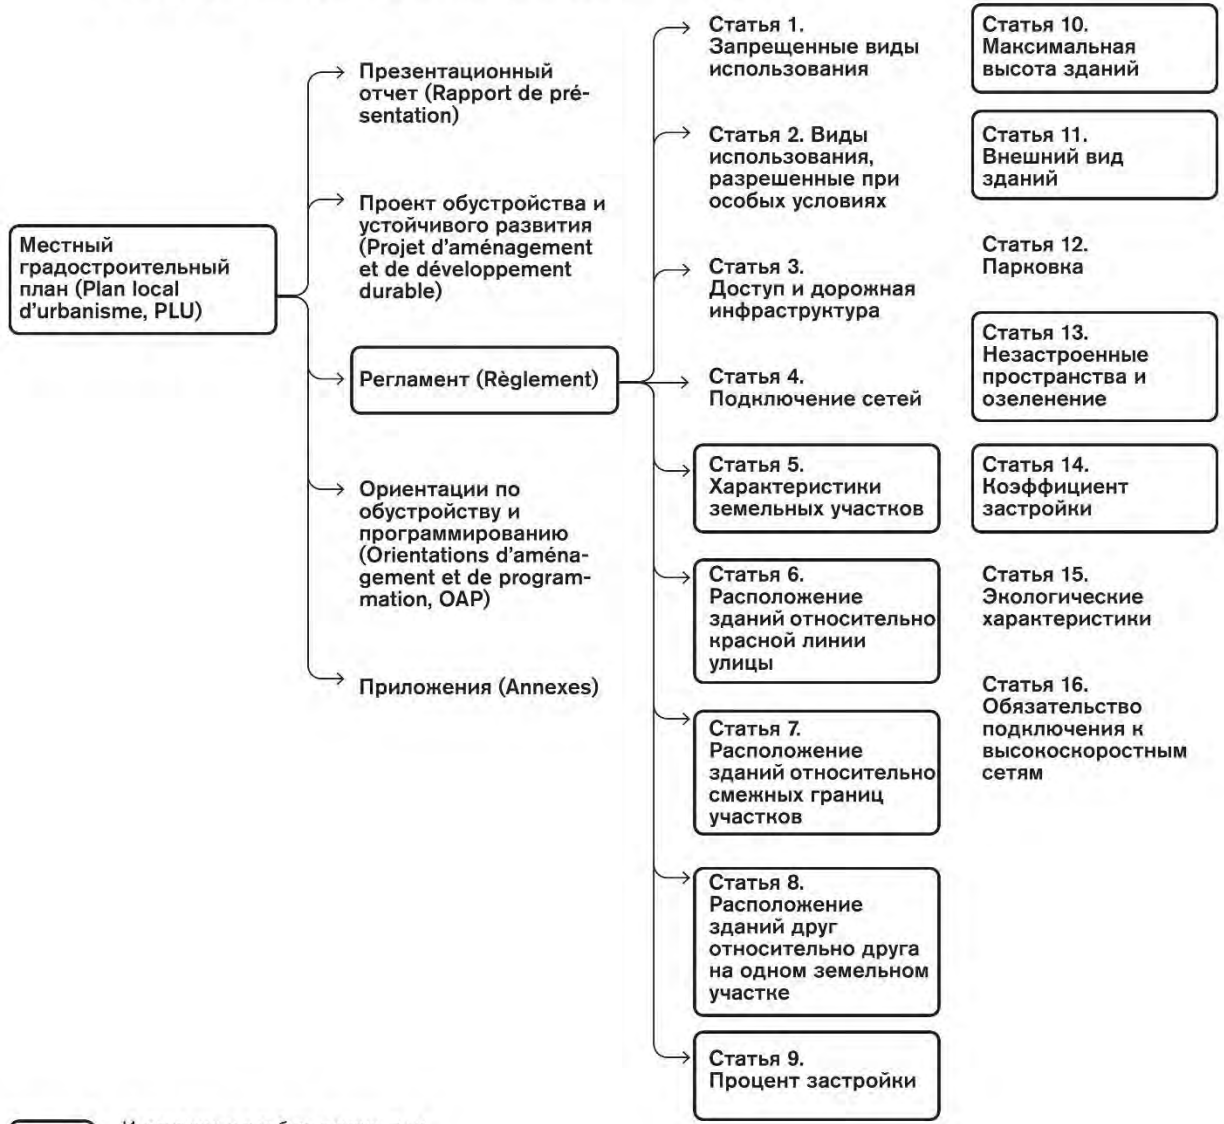 Местный
градостроительный
план (Plan local
d'urbanisme, PLU)
Презентационный
отчет (Rapport de pré-
sentation)
Проект обустройства и
устойчивого развития
(Projet d'aménagement
et de développement
durable)
Регламент (Règlement)
Ориентации по
обустройству и
программированию
(Orientations d'aména-
gement et de program-
mation, OAP)
Приложения (Annexes)
Статья 1.
Запрещенные виды
использования
Статья 2. Виды
использования,
разрешенные при
особых условиях
Статья 3.
Доступ и дорожная
инфраструктура
Статья 4.
Подключение сетей
Статья 5.
Характеристики
земельных участков
Статья 6.
Расположение
зданий относительно
красной линии
улицы
Статья 7.
Расположение
зданий относительно
смежных границ
участков
Статья 8.
Расположение
зданий друг
относительно друга
на одном земельном
участке
Статья 9.
Процент застройки
Статья 10.
Максимальная
высота зданий
Статья 11.
Внешний вид
зданий
Статья 12.
Парковка
Статья 13.
Незастроенные
пространства и
озеленение
Статья 14.
Коэффициент
застройки
Статья 15.
Экологические
характеристики
Статья 16.
Обязательство
подключения к
высокоскоростным
сетям